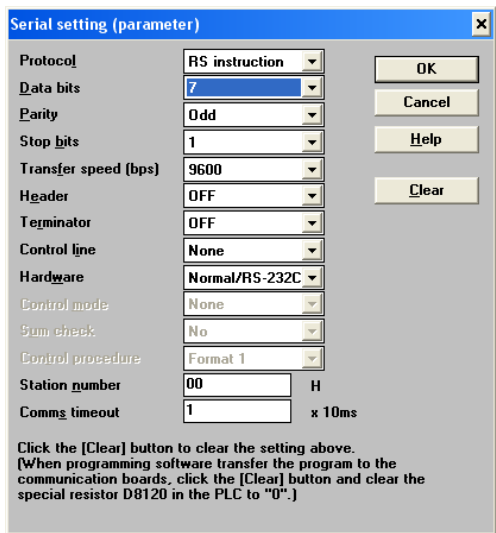 Serial setting (parameter)
Protocol RS instruction OK
Data bits 7
Cancel
Parity Odd
Stop bits 1 Help
Transfer speed (bps) 9600
Header OFF Clear
Terminator OFF
Control line None
Hardware Normal/RS-232C
Control mode None
Sum check No
Control procedure Format 1
Station number 00 H
Comms timeout 1 x 10ms
Click the [Clear] button to clear the setting above.
(When programming software transfer the program to the
communication boards, click the [Clear] button and clear the
special resistor D8120 in the PLC to "0".)